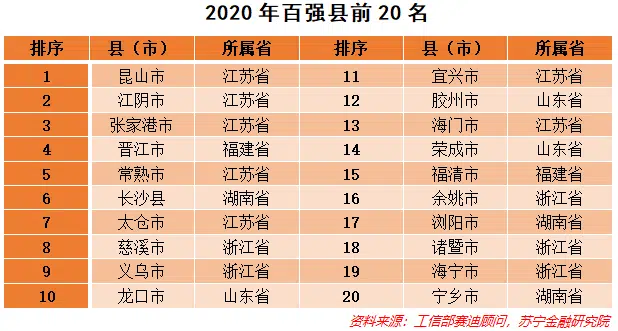 2020年百强县前20名
排序 县（市） 所属省 排序 县（市） 所属省
1 昆山市 江苏省 11 宜兴市 江苏省
2 江阴市 江苏省 12 胶州市 山东省
3 张家港市 江苏省 13 海门市 江苏省
4 晋江市 福建省 14 荣成市 山东省
5 常熟市 江苏省 15 福清市 福建省
6 长沙县 湖南省 16 余姚市 浙江省
7 太仓市 江苏省 17 浏阳市 湖南省
8 慈溪市 浙江省 18 诸暨市 浙江省
9 义乌市 浙江省 19 海宁市 浙江省
10 龙口市 山东省 20 宁乡市 湖南省
资料来源：工信部赛迪顾问，苏宁金融研究院